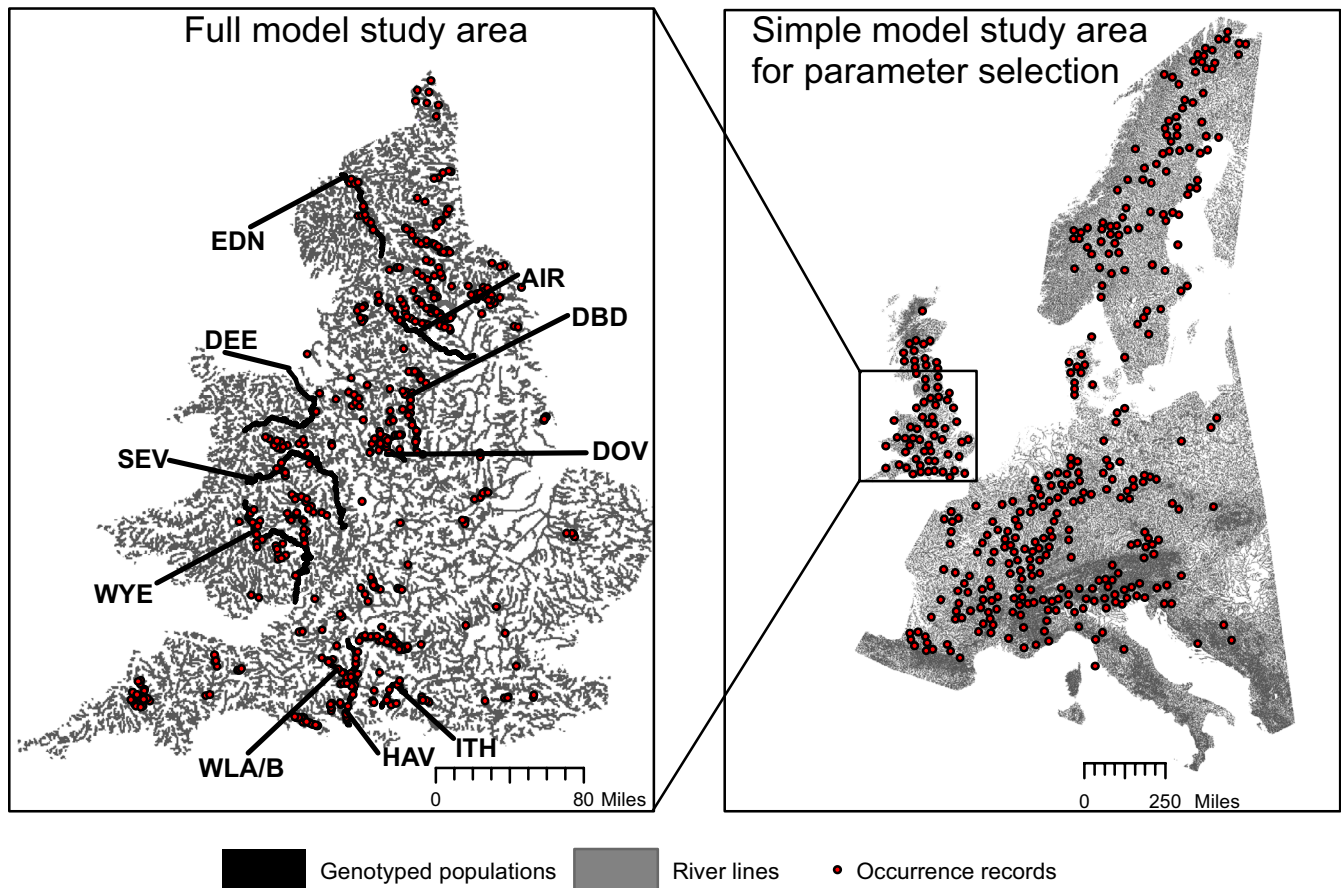 Full model study area
Simple model study area
for parameter selection
EDN
AIR
DBD
DEE
DOV
SEV
WYE
WLA/B
HAV
ITH
0 80 Miles
0 250 Miles
Genotyped populations
River lines
Occurrence records